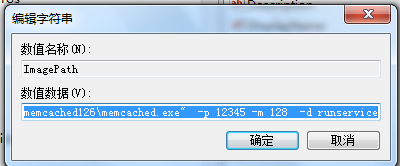 Description
编辑字符串
数值名称(N):
ImagePath
数值数据(V):
memcached126\memcached.exe" -p 12345 -m 128 -d runservice
确定
取消